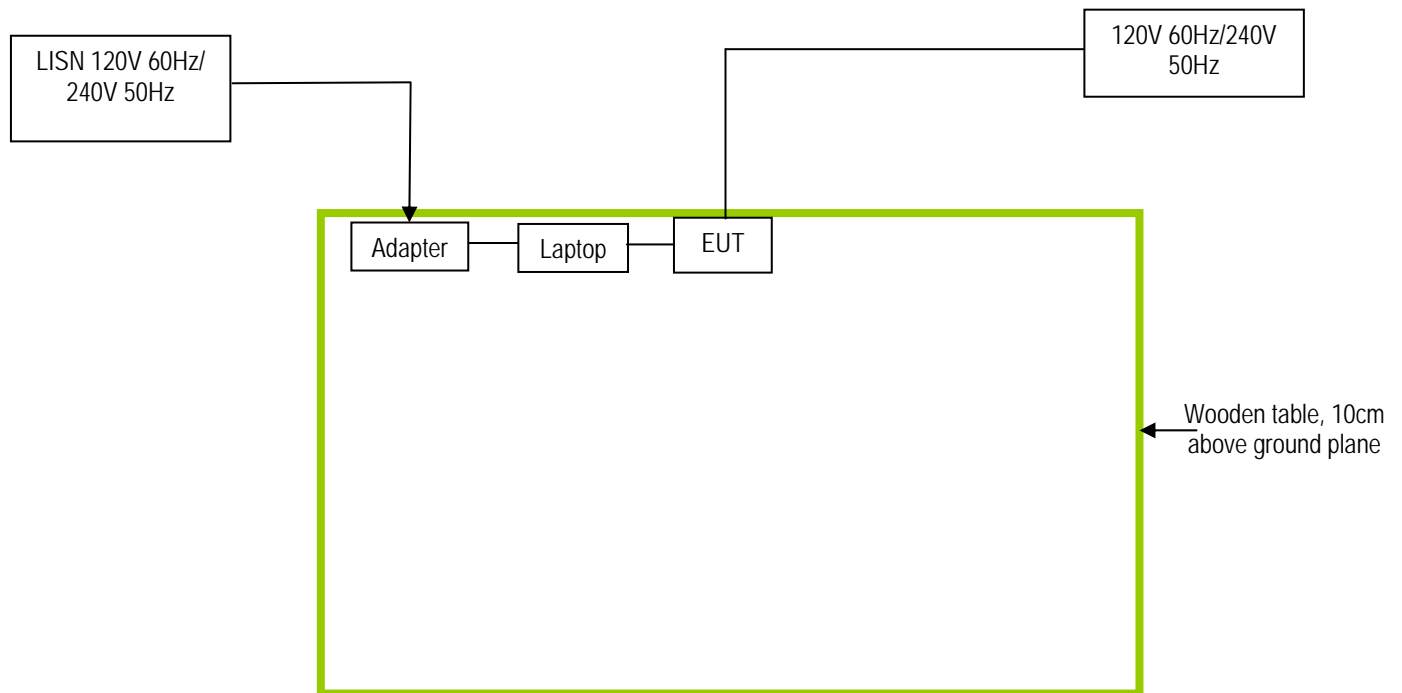 LISN 120V 60Hz/
240V 50Hz
120V 60Hz/240V
50Hz
Adapter
Laptop
EUT
Wooden table, 10cm
above ground plane